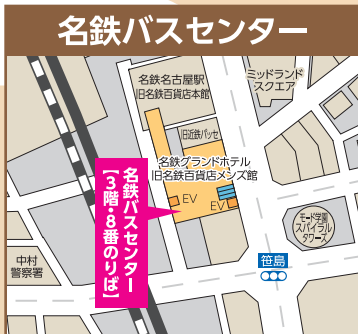 名鉄バスセンター
名鉄名古屋駅
旧名鉄百貨店本館
ミッドランド
スクエア
旧近鉄パッセ
名鉄グランドホテル
旧名鉄百貨店メンズ館
EV
EV
名鉄バスセンター
【3階・8番のりば】
モード学園
スパイラル
タワーズ
笹島
中村
警察署